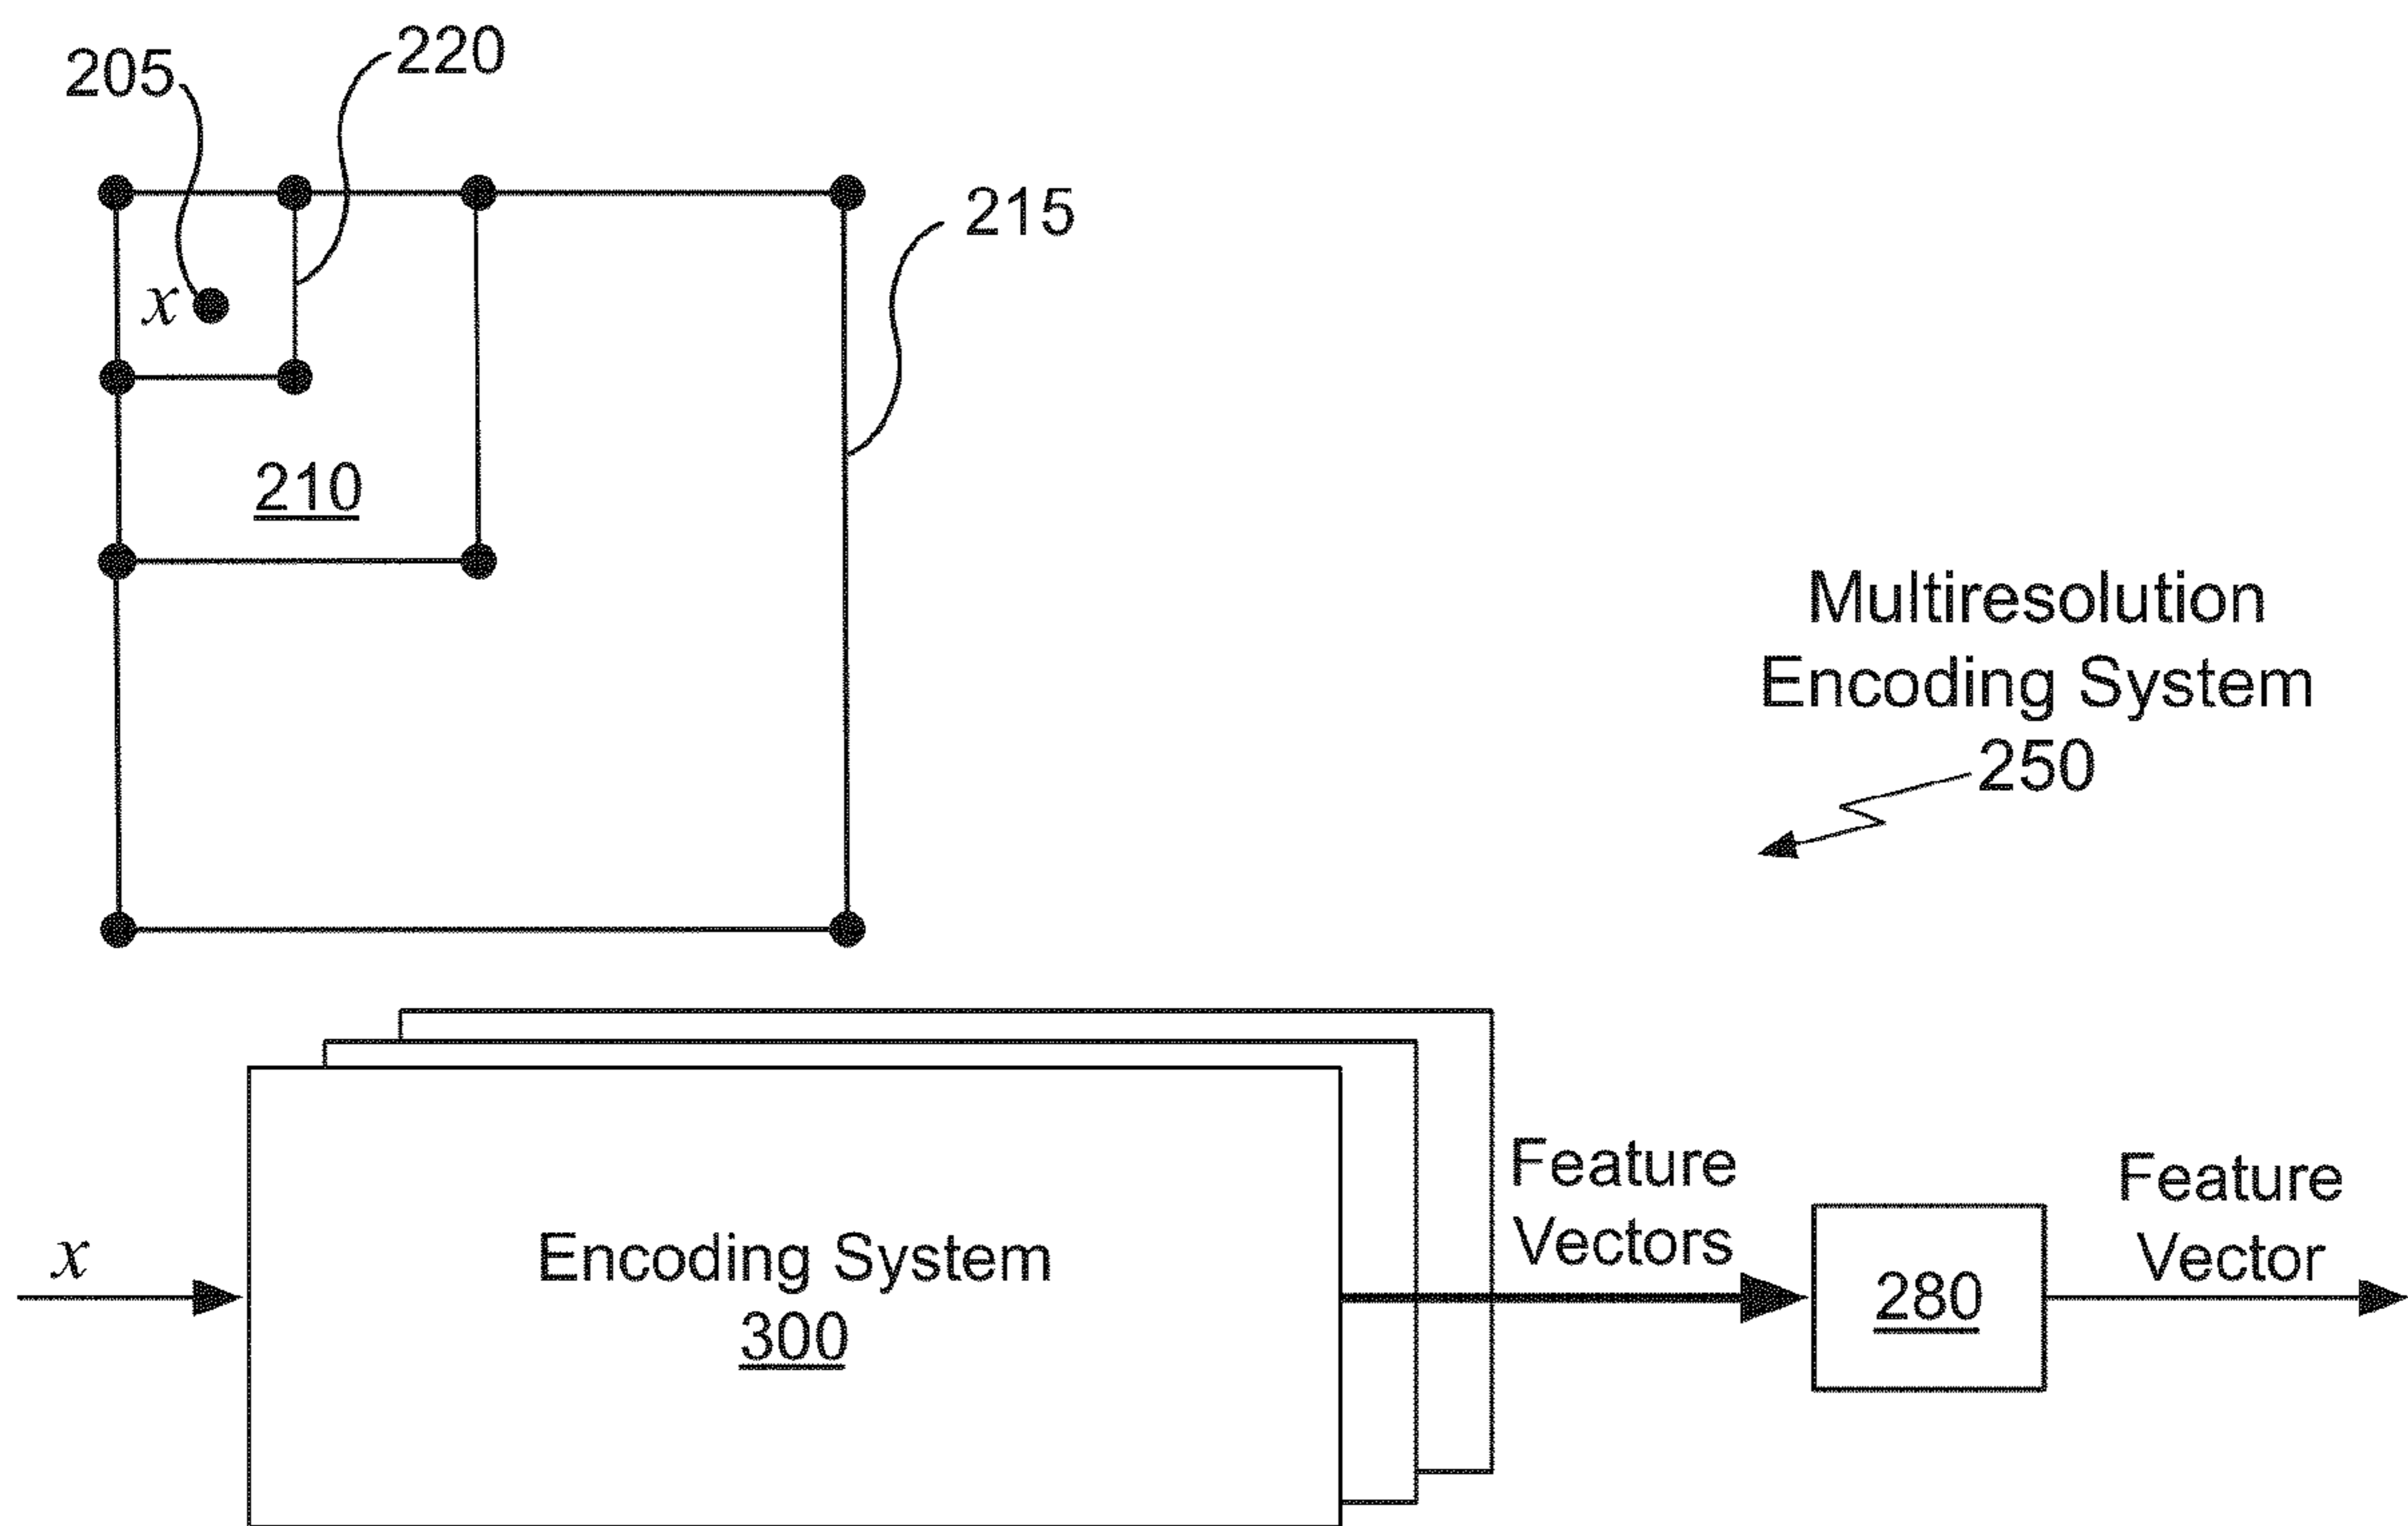 205
220
215
x
210
Multiresolution
Encoding System
250
x
Encoding System
300
Feature
Vectors
280
Feature
Vector